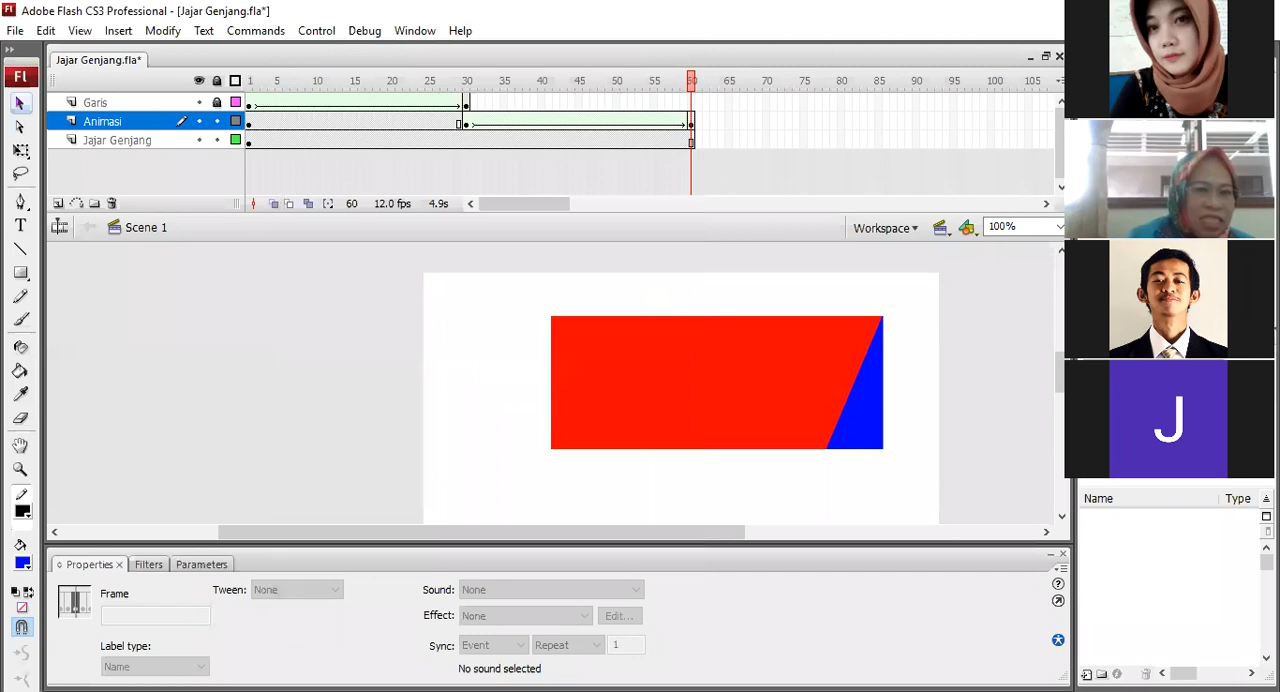 Fl Adobe Flash CS3 Professional - [Jajar Genjang.fla*]
File Edit View Insert Modify Text Commands Control Debug Window Help
Jajar Genjang.fla*
1 5 10 15 20 25 30 35 40 45 50 55 60 65 70 75 80 85 90 95 100 105
Fl
Garis
Animasi
Jajar Genjang
60 12.0 fps 4.9s
Scene 1 Workspace 100%
T
J
Name Type
Properties Filters Parameters
Frame
Tween: None
Sound: None
Effect: None Edit...
Label type:
Name
Sync: Event Repeat 1
No sound selected